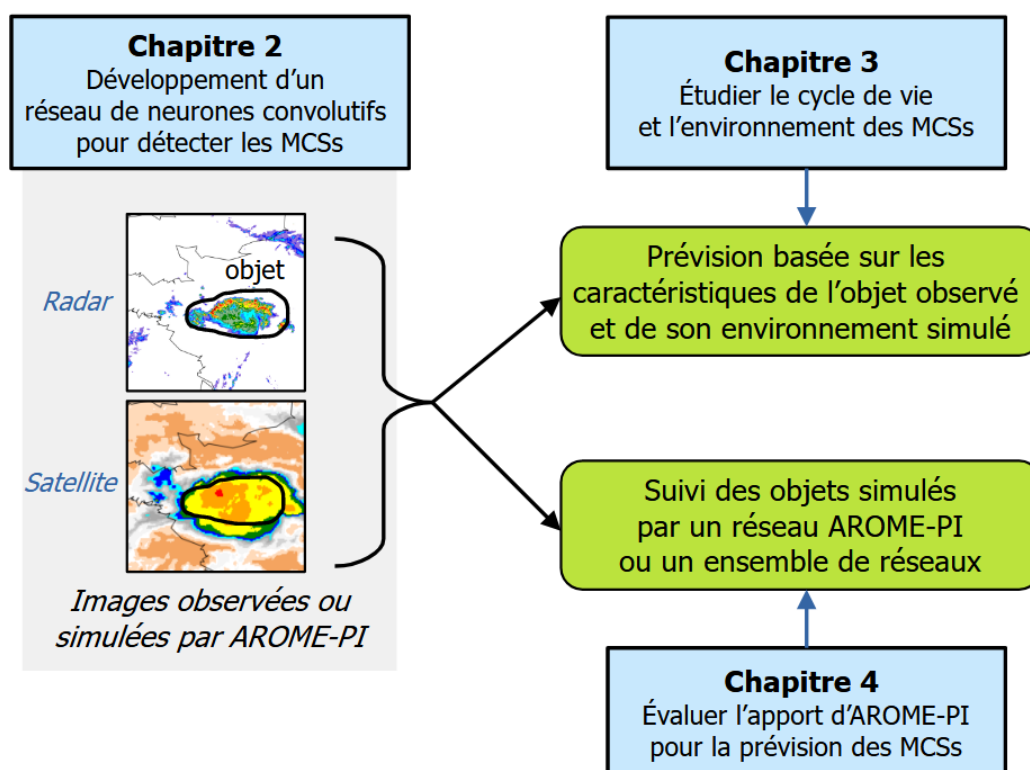 Chapitre 2
Développement d'un
réseau de neurones convolutifs
pour détecter les MCSs
Radar
objet
Satellite
Images observées ou
simulées par AROME-PI
Chapitre 3
Étudier le cycle de vie
et l'environnement des MCSs
Prévision basée sur les
caractéristiques de l'objet observé
et de son environnement simulé
Suivi des objets simulés
par un réseau AROME-PI
ou un ensemble de réseaux
Chapitre 4
Évaluer l'apport d'AROME-PI
pour la prévision des MCSs